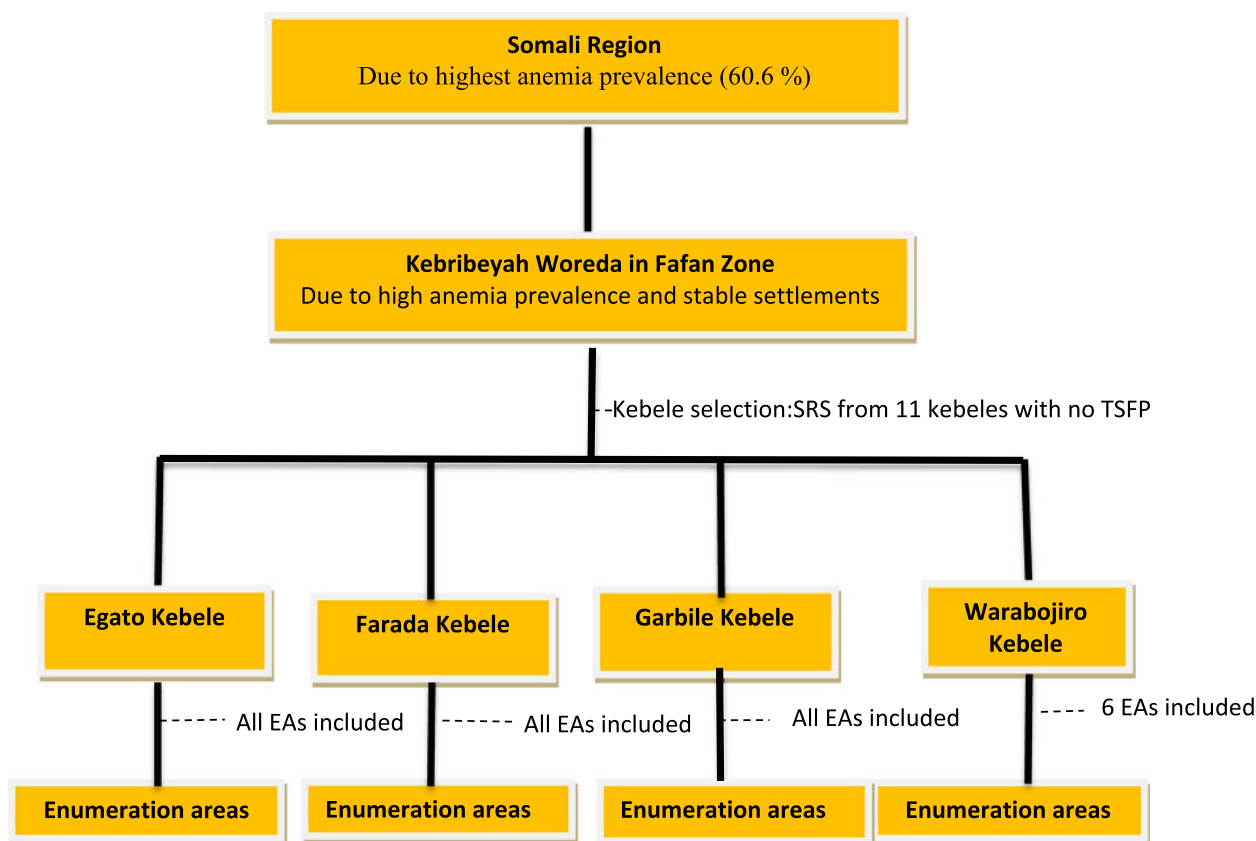 Somali Region
Due to highest anemia prevalence (60.6 %)
Kebribeyah Woreda in Fafan Zone
Due to high anemia prevalence and stable settlements
Kebele selection:SRS from 11 kebeles with no TSFP
Egato Kebele
Farada Kebele
Garbile Kebele
Warabojiro
Kebele
All EAs included
All EAs included
All EAs included
6 EAs included
Enumeration areas
Enumeration areas
Enumeration areas
Enumeration areas